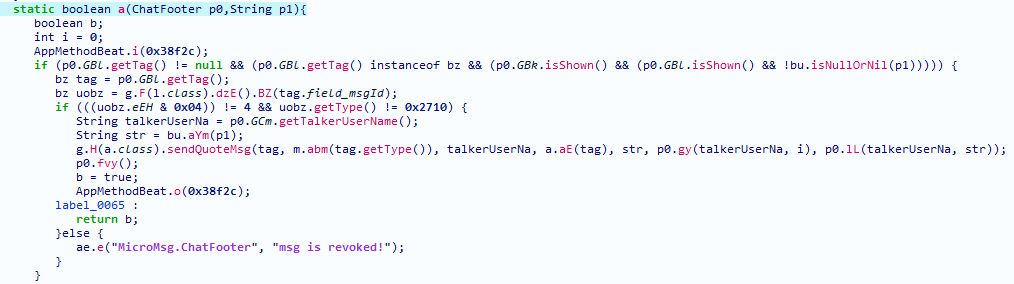 static boolean a(ChatFooter p0,String p1){
boolean b;
int i = 0;
AppMethodBeat.i(0x38f2c);
if (p0.GBl.getTag() != null && (p0.GBl.getTag() instanceof bz && (p0.GBk.isShown() && (p0.GBl.isShown() && !bu.isNullOrNil(p1))))) {
bz tag = p0.GBl.getTag();
bz uobz = g.F(l.class).dzE().BZ(tag.field_msgId);
if (((uobz.eEH & 0x04)) != 4 && uobz.getType() != 0x2710) {
String talkerUserNa = p0.GCm.getTalkerUserName();
String str = bu.aYm(p1);
g.H(a.class).sendQuoteMsg(tag, m.abm(tag.getType()), talkerUserNa, a.aE(tag), str, p0.gy(talkerUserNa, i), p0.lL(talkerUserNa, str));
p0.fvy();
b = true;
AppMethodBeat.o(0x38f2c);
label_0065 :
return b;
}else {
ae.e("MicroMsg.ChatFooter", "msg is revoked!");
}
}